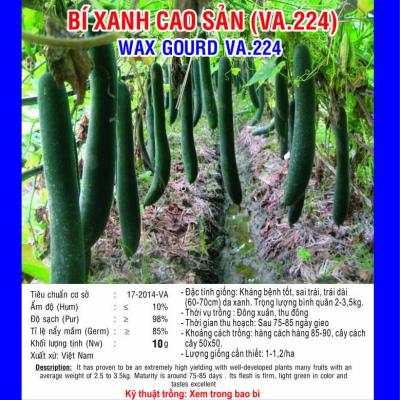 BÍ XANH CAO SẢN (VA.224)
WAX GOURD VA.224
Tiêu chuẩn cơ sở : 17-2014-VA
Ẩm độ (Hum) : ≤ 10%
Độ sạch (Pur) : ≥ 98%
Tỉ lệ nẩy mầm (Germ) : ≥ 85%
Khối lượng tịnh (Nw) : 10g
Xuất xứ: Việt Nam
- Đặc tính giống: Kháng bệnh tốt, sai trái, trái dài
(60-70cm) da xanh. Trọng lượng bình quân 2-3,5kg.
- Thời vụ trồng : Đông xuân, thu đông
- Thời gian thu hoạch: Sau 75-85 ngày gieo
- Khoảng cách trồng: hàng cách hàng 85-90, cây cách
cây 50x50.
- Lượng giống cần thiết: 1-1,2/ha
Description: It has proven to be an extremely high yielding with well-developed plants many fruits with an
average weight of 2.5 to 3.5kg. Maturity is around 75-85 days . Its flesh is firm, light green in color and
tastes excellent
Kỹ thuật trồng: Xem trong bao bì